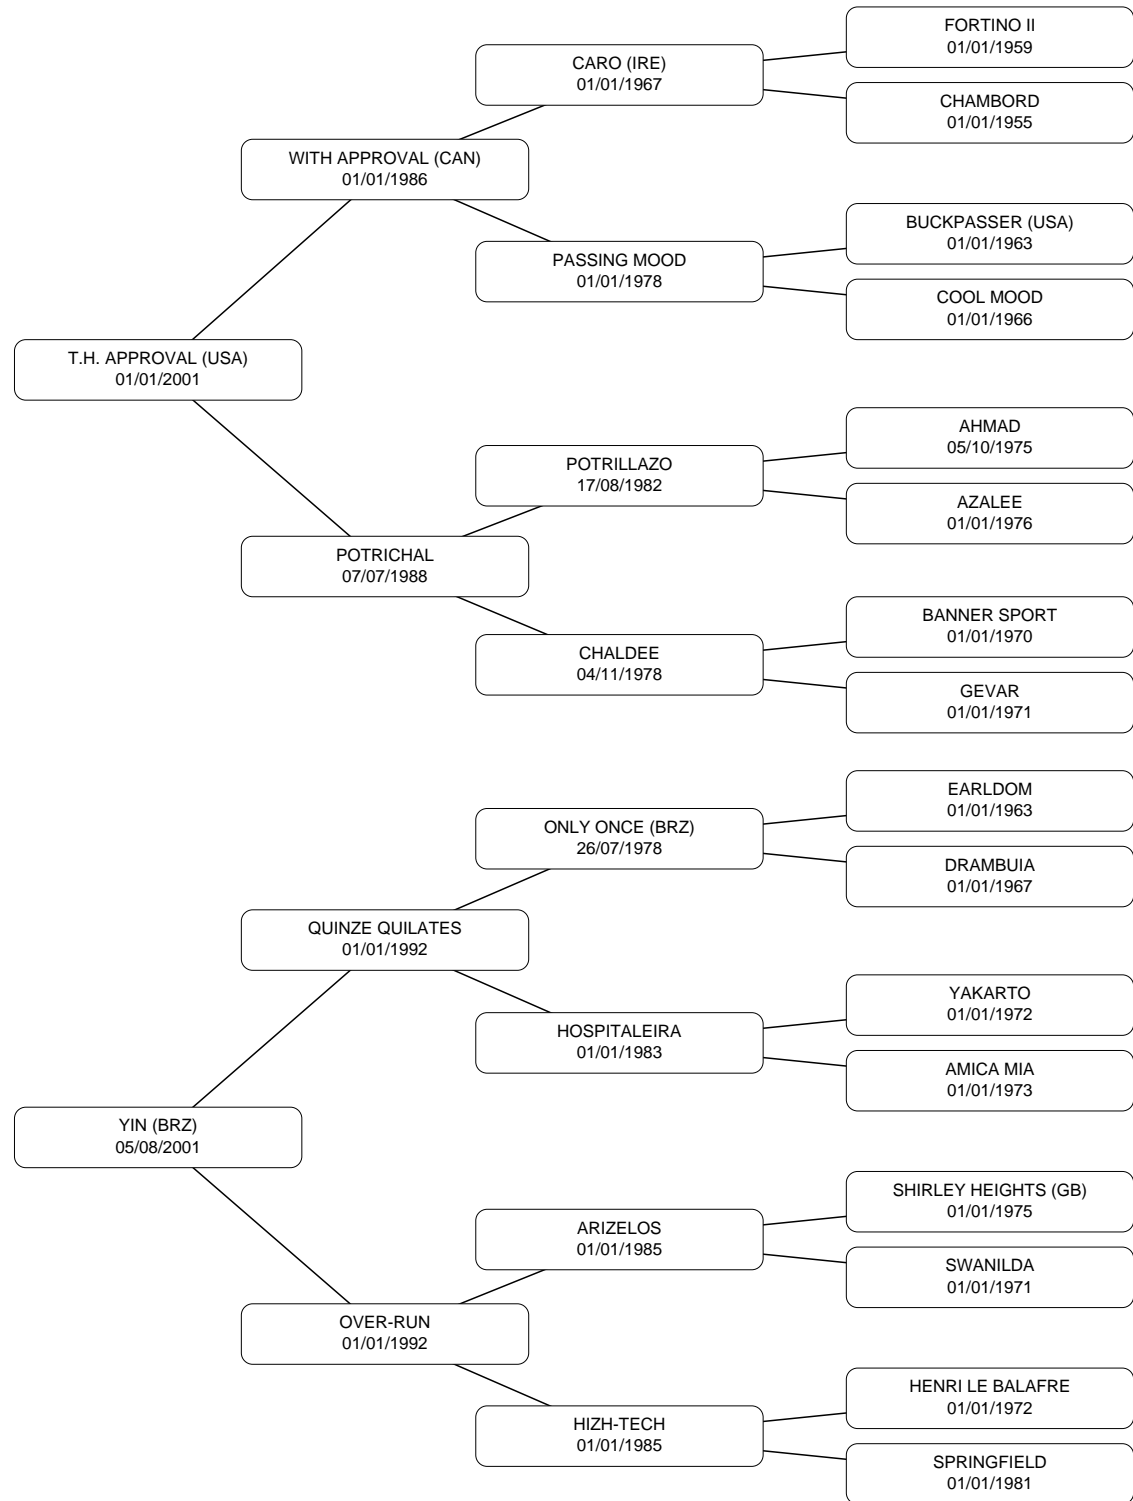 FORTINO II
01/01/1959
CARO (IRE)
01/01/1967
CHAMBORD
01/01/1955
WITH APPROVAL (CAN)
01/01/1986
BUCKPASSER (USA)
01/01/1963
PASSING MOOD
01/01/1978
COOL MOOD
01/01/1966
T.H. APPROVAL (USA)
01/01/2001
AHMAD
05/10/1975
POTRILLAZO
17/08/1982
AZALEE
01/01/1976
POTRICHAL
07/07/1988
BANNER SPORT
01/01/1970
CHALDEE
04/11/1978
GEVAR
01/01/1971
EARLDOM
01/01/1963
ONLY ONCE (BRZ)
26/07/1978
DRAMBUIA
01/01/1967
QUINZE QUILATES
01/01/1992
YAKARTO
01/01/1972
HOSPITALEIRA
01/01/1983
AMICA MIA
01/01/1973
YIN (BRZ)
05/08/2001
SHIRLEY HEIGHTS (GB)
01/01/1975
ARIZELOS
01/01/1985
SWANILDA
01/01/1971
OVER-RUN
01/01/1992
HENRI LE BALAFRE
01/01/1972
HIZH-TECH
01/01/1985
SPRINGFIELD
01/01/1981